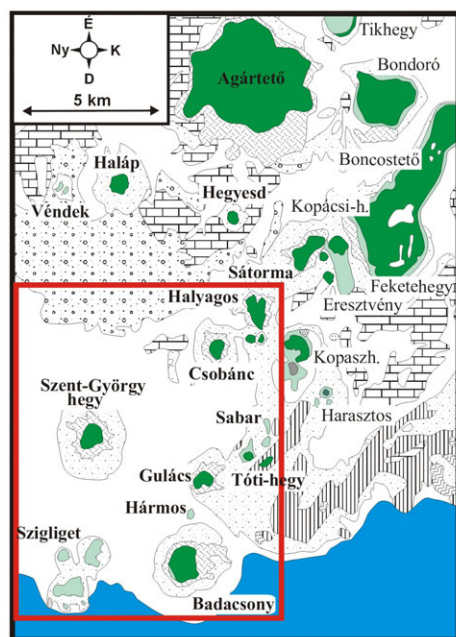 É
Ny K
D
5 km
Tikhegy
Agártető
Bondoró
Boncostető
Haláp
Hegyesd
Véndek
Kopácsi-h.
Sátorma
Feketehegy
Halyagos
Eresztvény
Csobánc
Kopaszh.
Szent-György
hegy
Harasztos
Sabar
Gulács
Tóti-hegy
Hármos
Szigliget
Badacsony